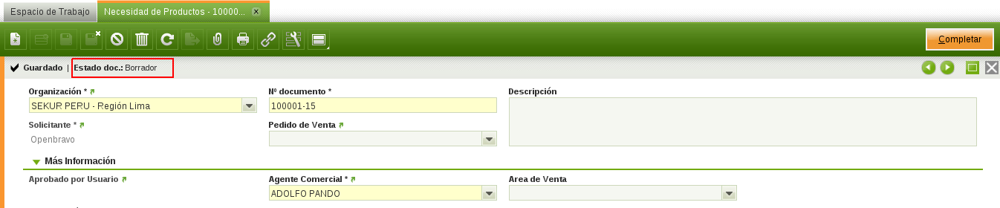 Espacio de Trabajo
Necesidad de Productos - 10000... x
Completar
Guardado | Estado doc.: Borrador
Organización *
Nº documento *
Descripción
SEKUR PERU - Región Lima
100001-15
Solicitante *
Pedido de Venta
Openbravo
Más Información
Aprobado por Usuario
Agente Comercial *
Area de Venta
ADOLFO PANDO